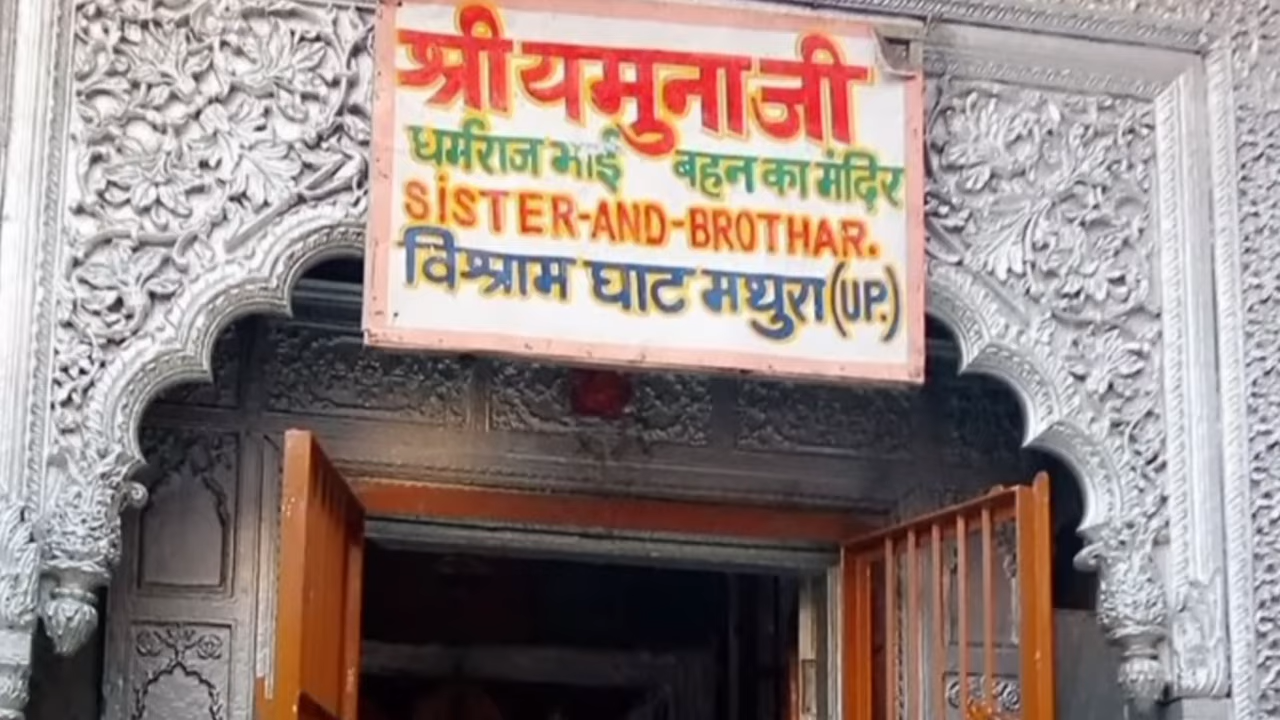 श्रीयमुनाजी
धर्मराज भाई बहन का मंदिर
SiSTER-AND-BROTHAR.
विश्राम घाट मथुरा (UP.)